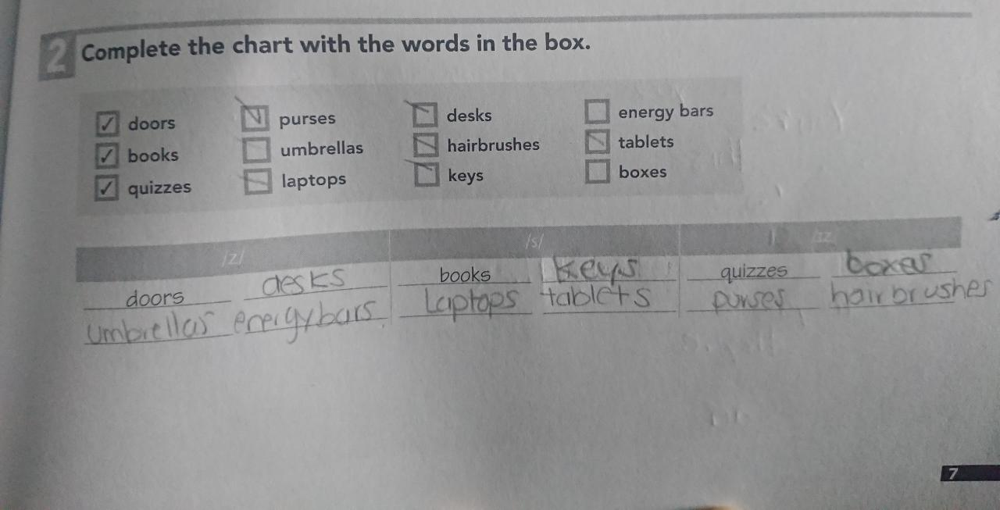 2 Complete the chart with the words in the box.
✓ doors purses desks energy bars
✓ books umbrellas hairbrushes tablets
✓ quizzes laptops keys boxes
/z/ /s/ /ɪz
doors desks books keys quizzes boxes
umbrellas energy bars laptops tablets purses hairbrushes
7